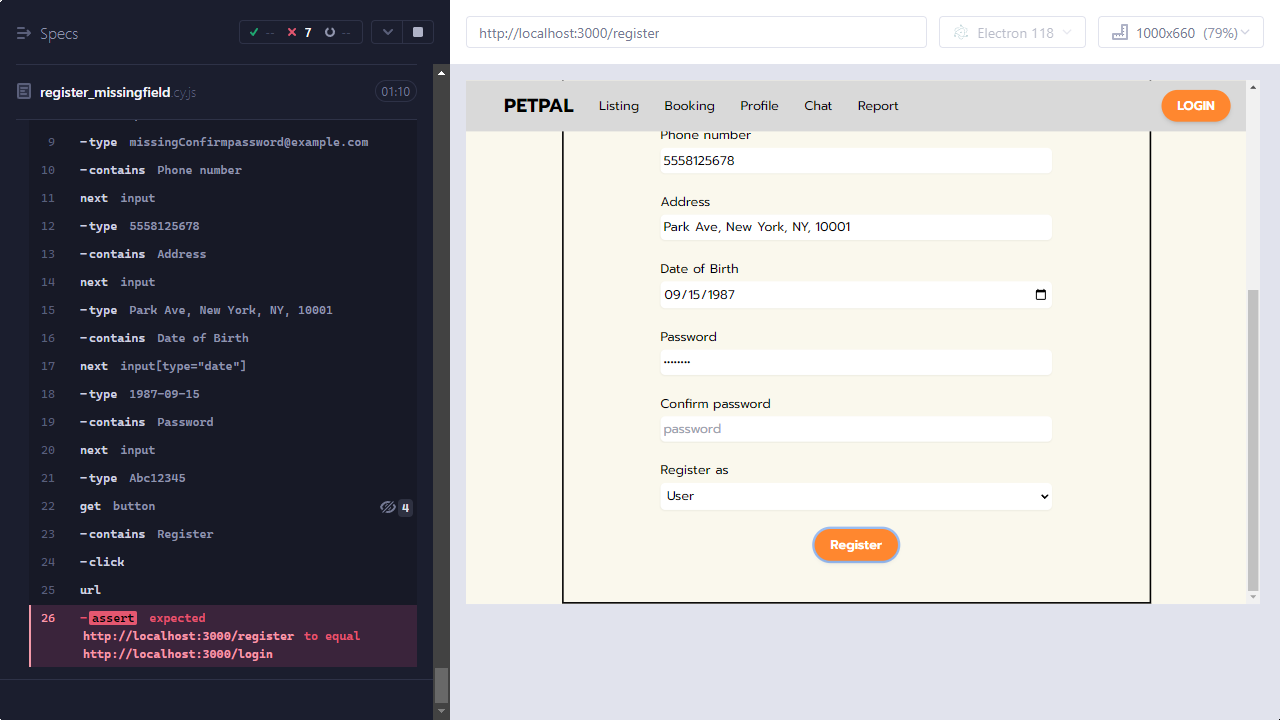 Specs
-- 7 --
register_missingfield.cy.js 01:10
9 -type missingConfirmpassword@example.com
10 -contains Phone number
11 next input
12 -type 5558125678
13 -contains Address
14 next input
15 -type Park Ave, New York, NY, 10001
16 -contains Date of Birth
17 next input[type="date"]
18 -type 1987-09-15
19 -contains Password
20 next input
21 -type Abc12345
22 get button 4
23 -contains Register
24 -click
25 url
26 -assert expected
http://localhost:3000/register to equal
http://localhost:3000/login
http://localhost:3000/register Electron 118 1000x660 (79%)
PETPAL Listing Booking Profile Chat Report LOGIN
Phone number
5558125678
Address
Park Ave, New York, NY, 10001
Date of Birth
09/15/1987
Password
••••••••
Confirm password
password
Register as
User
Register